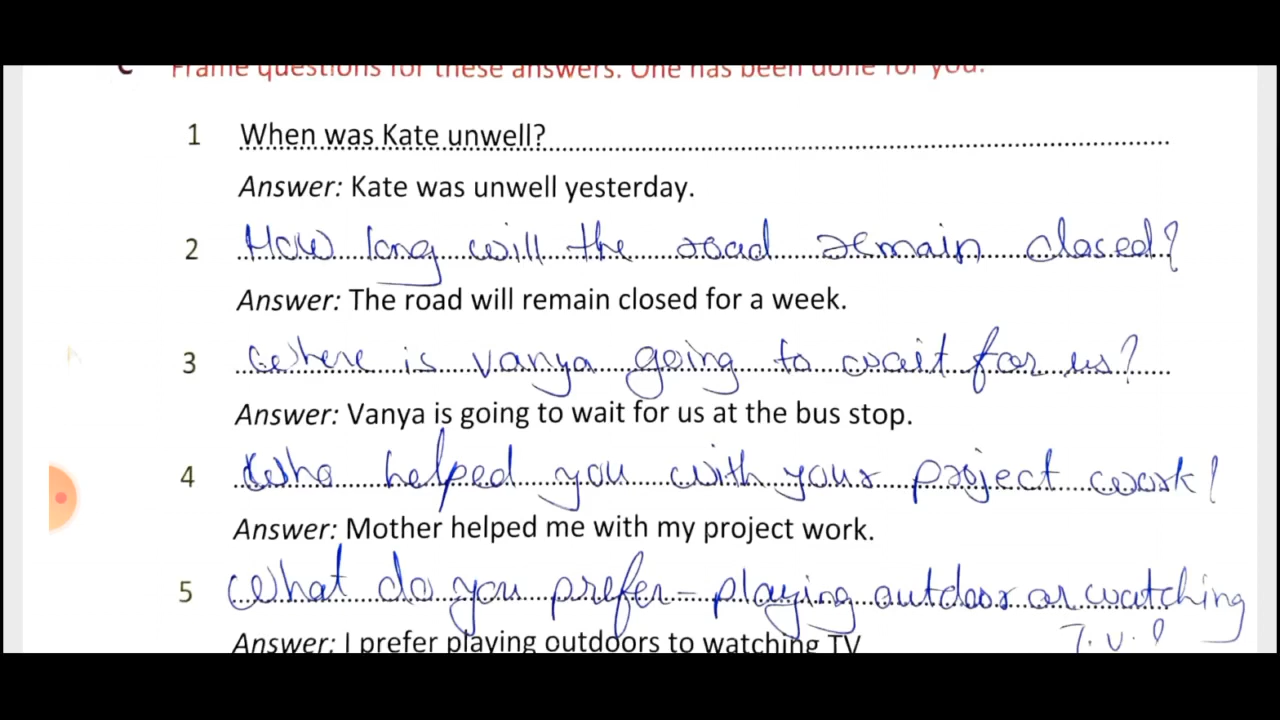 C Frame questions for these answers. One has been done for you.
1 When was Kate unwell?
Answer: Kate was unwell yesterday.
2 How long will the road remain closed?
Answer: The road will remain closed for a week.
3 Where is Vanya going to wait for us?
Answer: Vanya is going to wait for us at the bus stop.
4 Who helped you with your project work?
Answer: Mother helped me with my project work.
5 What do you prefer - playing outdoor or watching
T.V.?
Answer: I prefer playing outdoors to watching TV